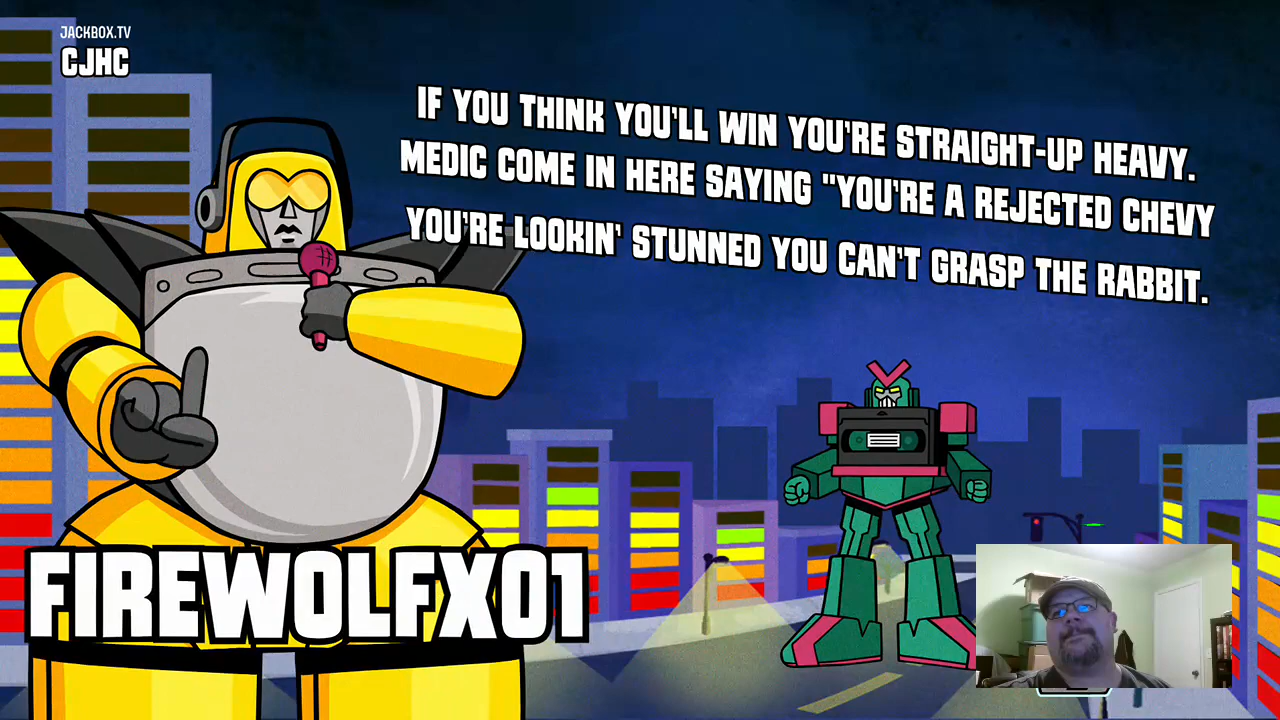 JACKBOX.TV
CJHC
IF YOU THINK YOU'LL WIN YOU'RE STRAIGHT-UP HEAVY.
MEDIC COME IN HERE SAYING "YOU'RE A REJECTED CHEVY
YOU'RE LOOKIN' STUNNED YOU CAN'T GRASP THE RABBIT.
FIREWOLFX01